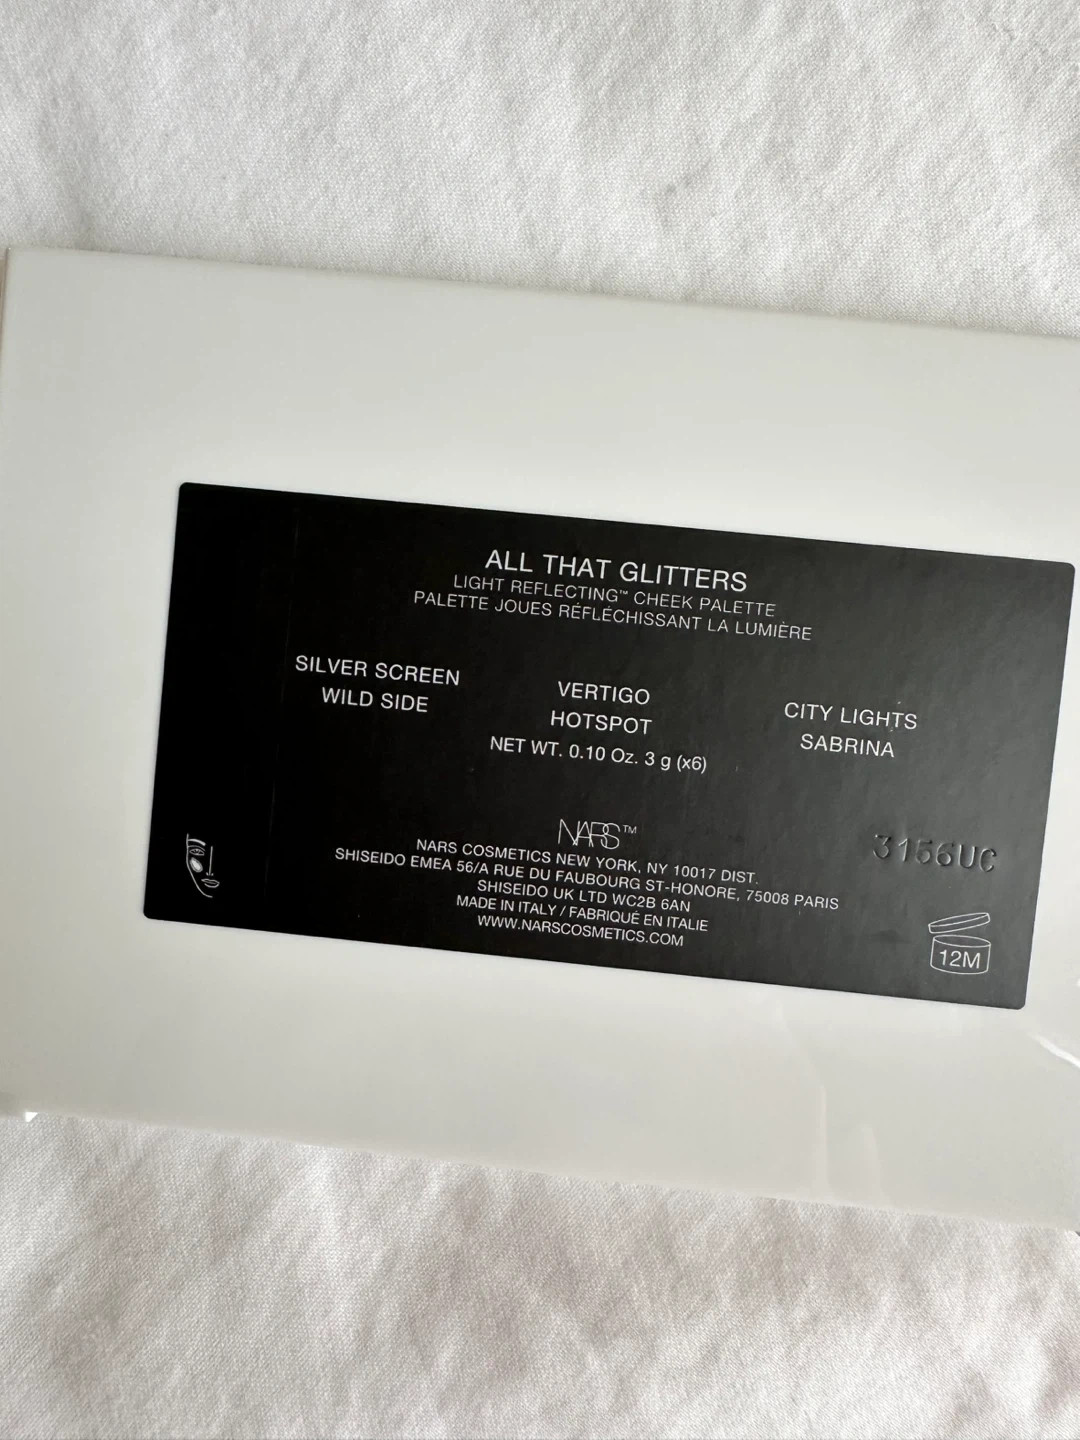 ALL THAT GLITTERS
LIGHT REFLECTING™ CHEEK PALETTE
PALETTE JOUES RÉFLÉCHISSANT LA LUMIÈRE
SILVER SCREEN
WILD SIDE
VERTIGO
HOTSPOT
CITY LIGHTS
SABRINA
NET WT. 0.10 Oz. 3 g (x6)
NARS™
NARS COSMETICS NEW YORK, NY 10017 DIST.
SHISEIDO EMEA 56/A RUE DU FAUBOURG ST-HONORE, 75008 PARIS
SHISEIDO UK LTD WC2B 6AN
MADE IN ITALY / FABRIQUÉ EN ITALIE
WWW.NARSCOSMETICS.COM
3156UC
12M